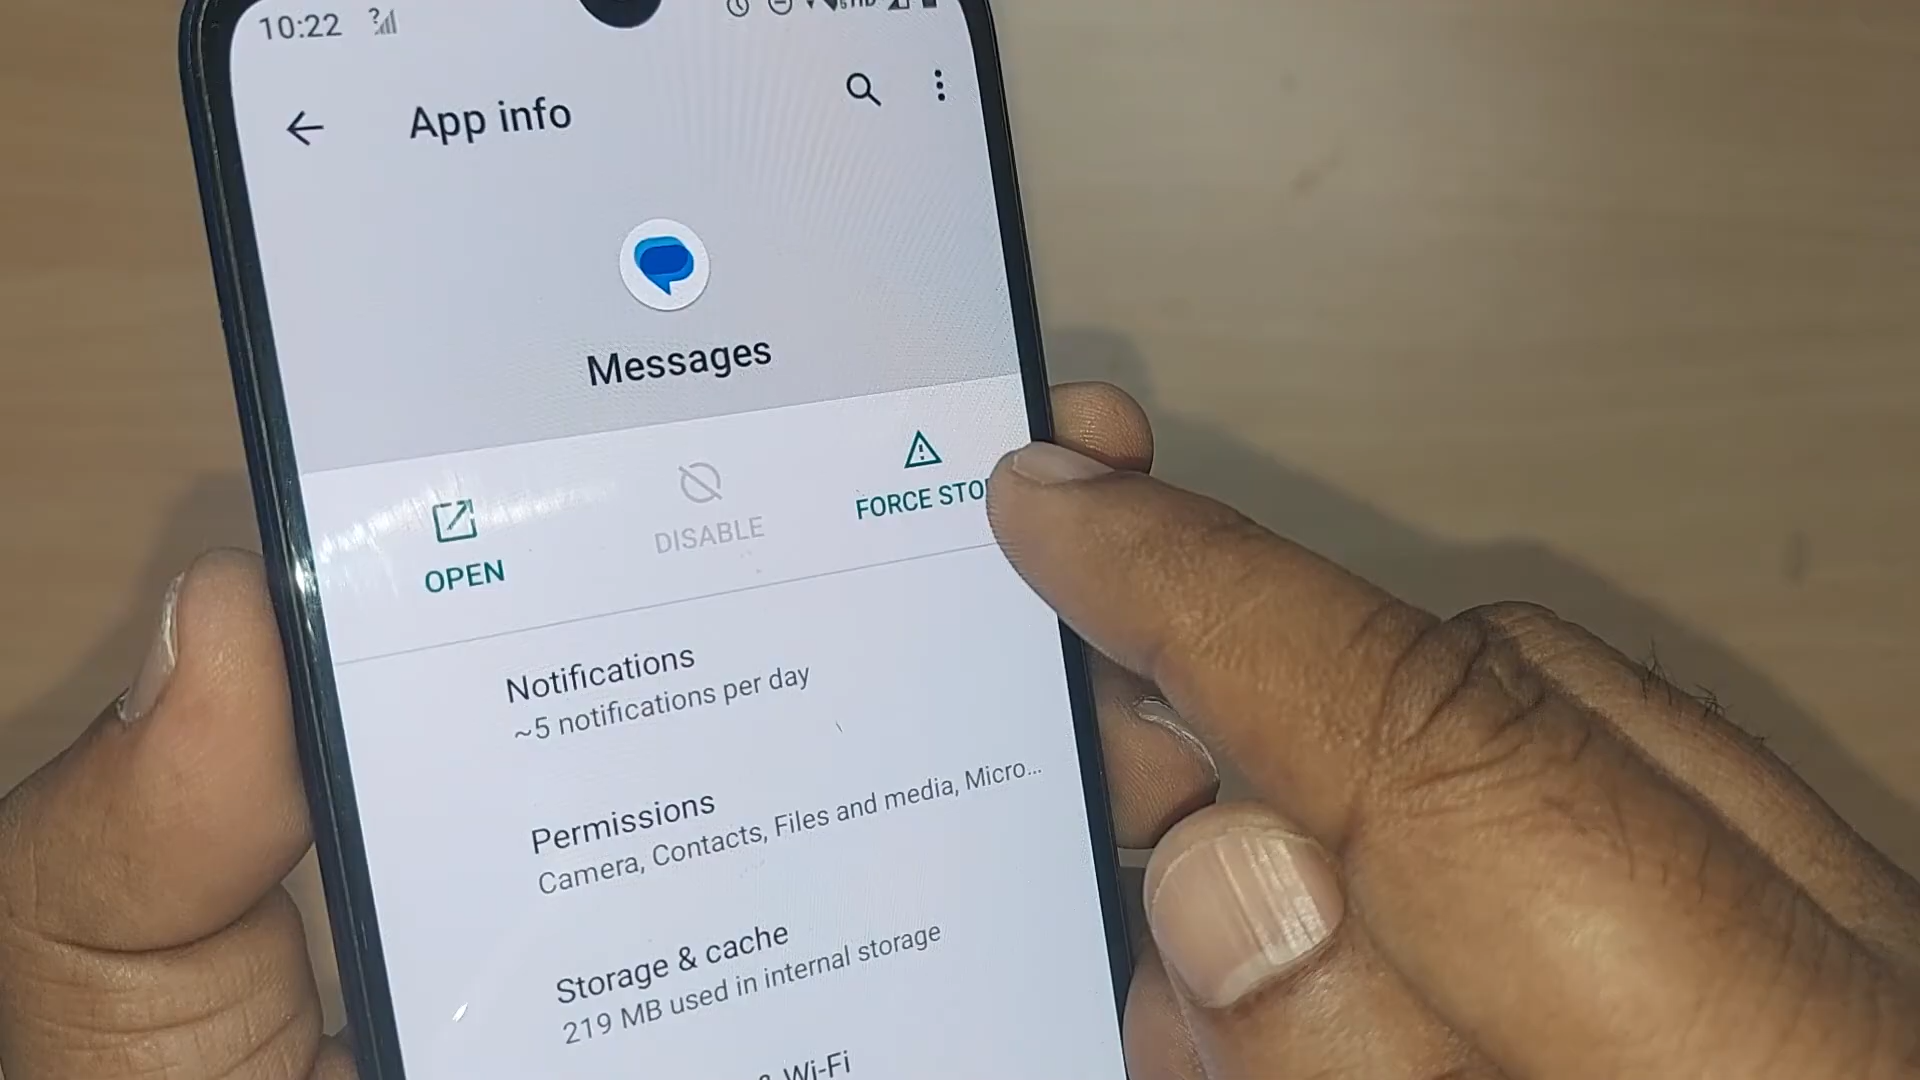 10:22
App info
Messages
OPEN
DISABLE
FORCE STO
Notifications
~5 notifications per day
Permissions
Camera, Contacts, Files and media, Micro...
Storage & cache
219 MB used in internal storage
Wi-Fi